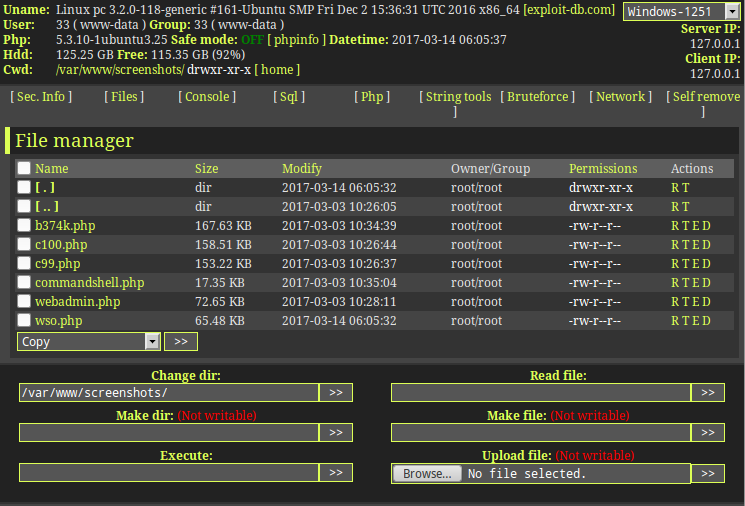 Uname: Linux pc 3.2.0-118-generic #161-Ubuntu SMP Fri Dec 2 15:36:31 UTC 2016 x86_64 [exploit-db.com] Windows-1251
User: 33 ( www-data ) Group: 33 ( www-data ) Server IP:
Php: 5.3.10-1ubuntu3.25 Safe mode: OFF [ phpinfo ] Datetime: 2017-03-14 06:05:37 127.0.0.1
Hdd: 125.25 GB Free: 115.35 GB (92%) Client IP:
Cwd: /var/www/screenshots/ drwxr-xr-x [ home ] 127.0.0.1
[ Sec. Info ] [ Files ] [ Console ] [ Sql ] [ Php ] [ String tools ] [ Bruteforce ] [ Network ] [ Self remove ]
File manager
Name Size Modify Owner/Group Permissions Actions
[ . ] dir 2017-03-14 06:05:32 root/root drwxr-xr-x R T
[ .. ] dir 2017-03-03 10:26:05 root/root drwxr-xr-x R T
b374k.php 167.63 KB 2017-03-03 10:34:39 root/root -rw-r--r-- R T E D
c100.php 158.51 KB 2017-03-03 10:26:44 root/root -rw-r--r-- R T E D
c99.php 153.22 KB 2017-03-03 10:26:37 root/root -rw-r--r-- R T E D
commandshell.php 17.35 KB 2017-03-03 10:35:04 root/root -rw-r--r-- R T E D
webadmin.php 72.65 KB 2017-03-03 10:28:11 root/root -rw-r--r-- R T E D
wso.php 65.48 KB 2017-03-14 06:05:32 root/root -rw-r--r-- R T E D
Copy >>
Change dir: Read file:
/var/www/screenshots/ >> >>
Make dir: (Not writable) Make file: (Not writable)
>> >>
Execute: Upload file: (Not writable)
>> Browse... No file selected. >>